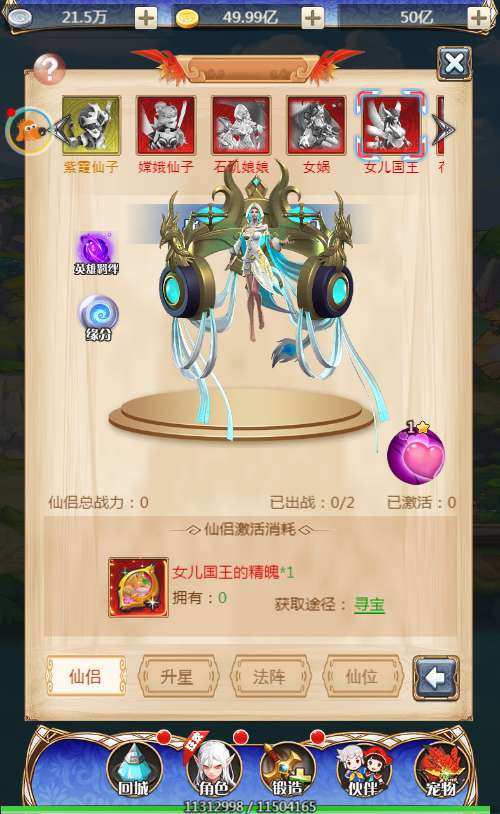 21.5万
49.99亿
50亿
?
紫霞仙子
嫦娥仙子
石矶娘娘
女娲
女儿国王
英雄羁绊
缘分
1
仙侣总战力：0
已出战：0/2
已激活：0
仙侣激活消耗
女儿国王的精魄*1
拥有：0
获取途径：寻宝
仙侣
升星
法阵
仙位
回城
角色
锻造
伙伴
宠物
11312998 / 11504165